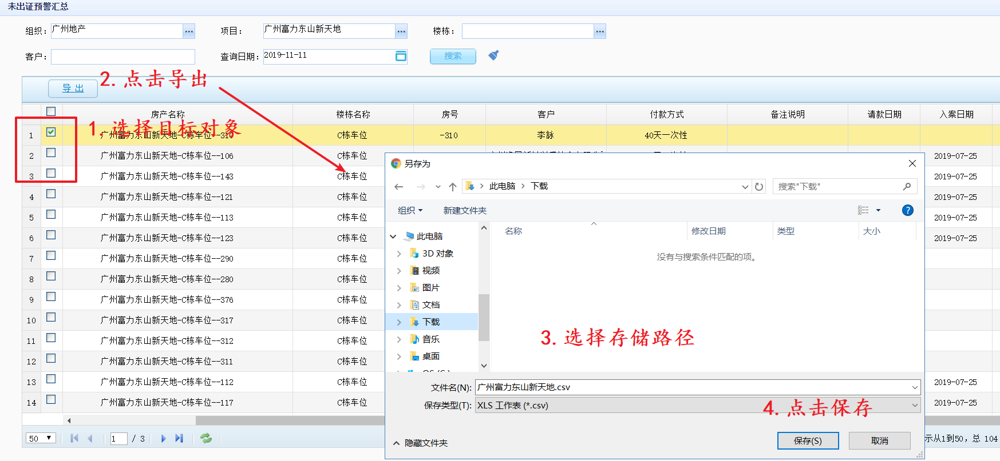 未出证预警汇总
组织： 广州地产 ... 项目： 广州富力东山新天地 ... 楼栋： ...
客户： 查询日期： 2019-11-11 搜索
导 出 2. 点击导出
房产名称 楼栋名称 房号 客户 付款方式 备注说明 请款日期 入案日期
1. 选择目标对象
1 广州富力东山新天地-C栋车位--310 C栋车位 -310 李詠 40天一次性
2 广州富力东山新天地-C栋车位--106 C栋车位 2019-07-25
3 广州富力东山新天地-C栋车位--143 C栋车位 2019-07-25
4 广州富力东山新天地-C栋车位--121 C栋车位 2019-07-25
5 广州富力东山新天地-C栋车位--113 C栋车位 2019-07-25
6 广州富力东山新天地-C栋车位--123 C栋车位 2019-07-25
7 广州富力东山新天地-C栋车位--290 C栋车位
8 广州富力东山新天地-C栋车位--280 C栋车位
9 广州富力东山新天地-C栋车位--376 C栋车位
10 广州富力东山新天地-C栋车位--317 C栋车位
11 广州富力东山新天地-C栋车位--312 C栋车位
12 广州富力东山新天地-C栋车位--311 C栋车位
13 广州富力东山新天地-C栋车位--112 C栋车位 2019-07-25
14 广州富力东山新天地-C栋车位--117 C栋车位 2019-07-25
50 1 / 3 示从1到50，总 104
另存为
此电脑 下载 搜索"下载"
组织 新建文件夹 ?
名称 修改日期 类型 大小
没有与搜索条件匹配的项。
此电脑
3D 对象
视频
图片
文档
下载
音乐
桌面
3. 选择存储路径
文件名(N): 广州富力东山新天地.csv
保存类型(T): XLS 工作表 (*.csv)
4. 点击保存
隐藏文件夹 保存(S) 取消